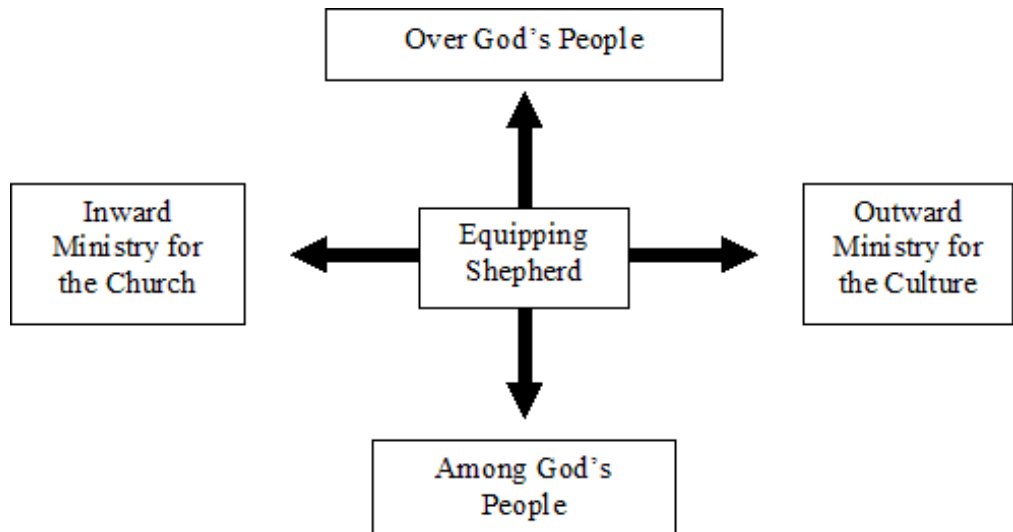 Over God’s People
Inward
Ministry for
the Church
Equipping
Shepherd
Outward
Ministry for
the Culture
Among God’s
People